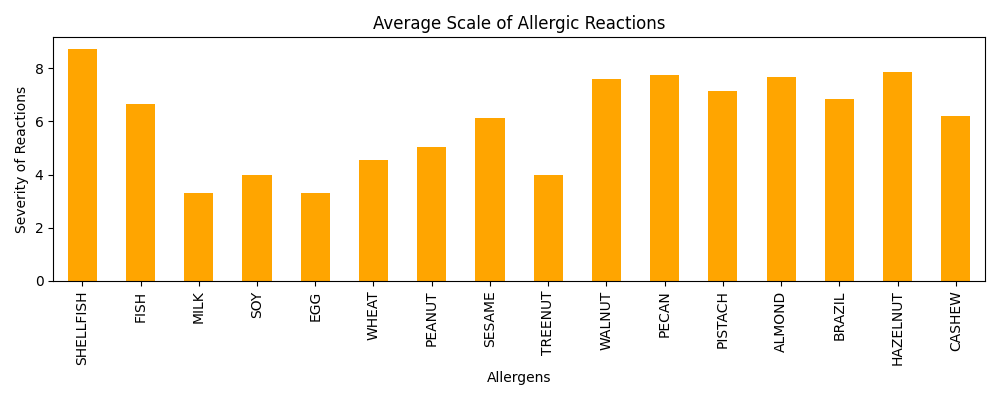 Average Scale of Allergic Reactions
Severity of Reactions
8
6
4
2
0
SHELLFISH
FISH
MILK
SOY
EGG
WHEAT
PEANUT
SESAME
TREENUT
WALNUT
PECAN
PISTACH
ALMOND
BRAZIL
HAZELNUT
CASHEW
Allergens